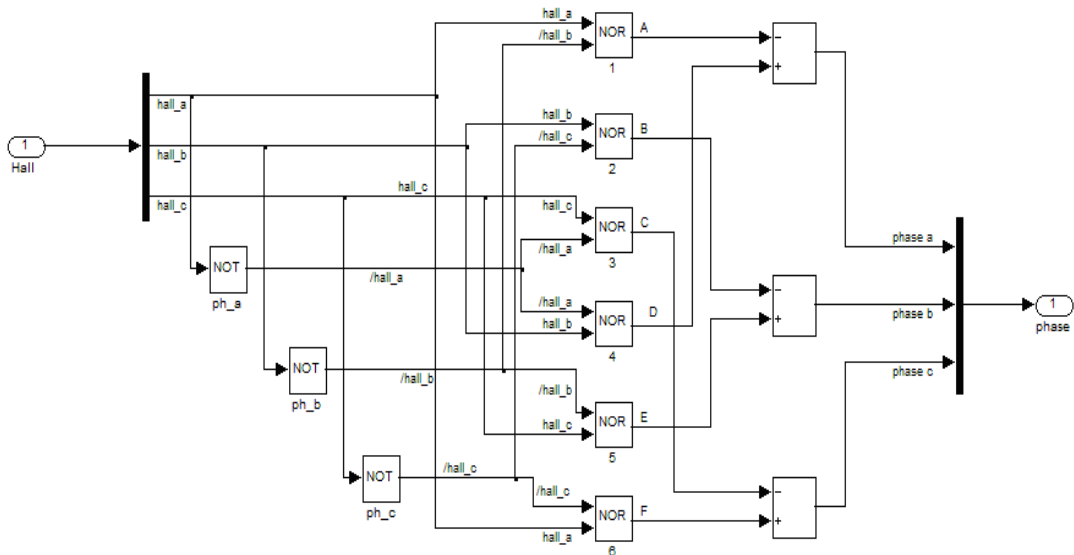 hall_a
/hall_b
NOR
A
1
−
+
hall_a
hall_b
/hall_c
NOR
B
2
1
Hall
hall_b
hall_c
hall_c
hall_c
/hall_a
NOR
C
3
phase a
NOT
ph_a
/hall_a
/hall_a
hall_b
NOR
D
4
−
+
phase b
1
phase
NOT
ph_b
/hall_b
/hall_b
hall_c
NOR
E
5
phase c
NOT
ph_c
/hall_c
/hall_c
hall_a
NOR
F
6
−
+